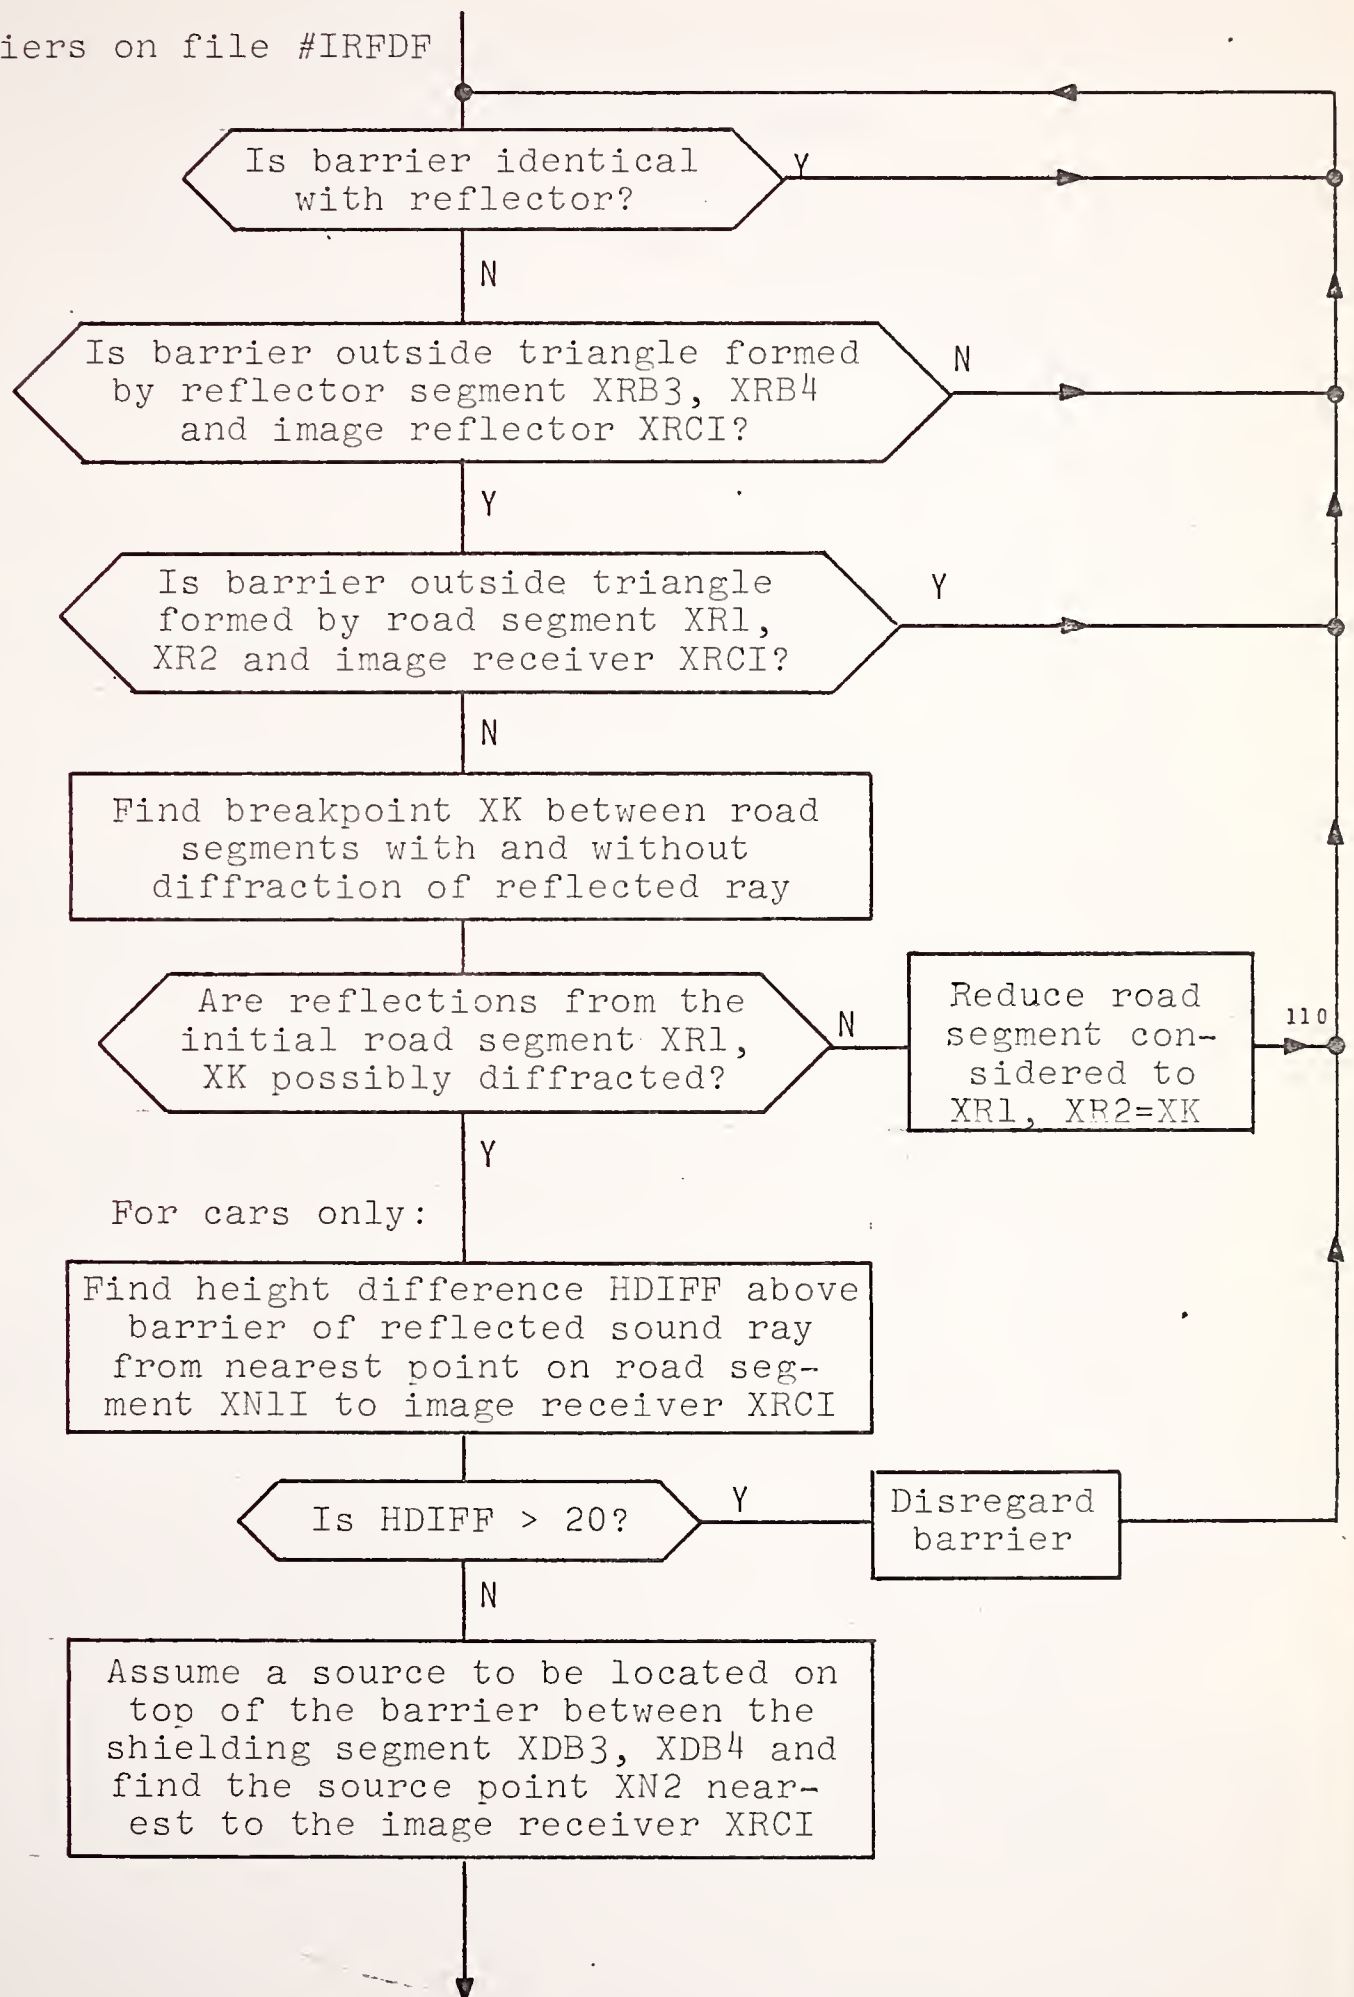 iers on file #IRFDF
Is barrier identical
with reflector?
Y
N
Is barrier outside triangle formed
by reflector segment XRB3, XRB4
and image reflector XRCI?
N
Y
Is barrier outside triangle
formed by road segment XR1,
XR2 and image receiver XRCI?
Y
N
Find breakpoint XK between road
segments with and without
diffraction of reflected ray
Are reflections from the
initial road segment XR1,
XK possibly diffracted?
N
Reduce road
segment con-
sidered to
XR1, XR2=XK
110
Y
For cars only:
Find height difference HDIFF above
barrier of reflected sound ray
from nearest point on road seg-
ment XN1I to image receiver XRCI
Is HDIFF > 20?
Y
Disregard
barrier
N
Assume a source to be located on
top of the barrier between the
shielding segment XDB3, XDB4 and
find the source point XN2 near-
est to the image receiver XRCI